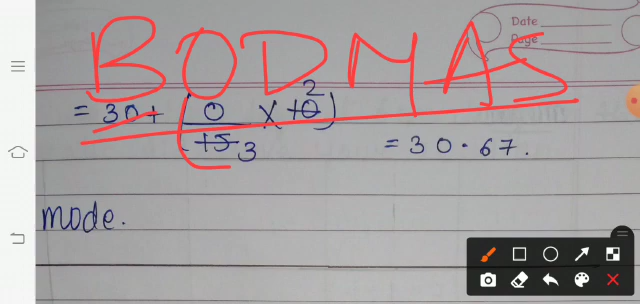 Date
Page
BODMAS
2
= 30 + ( 0 × 10 )
15 3 = 30.67.
mode.